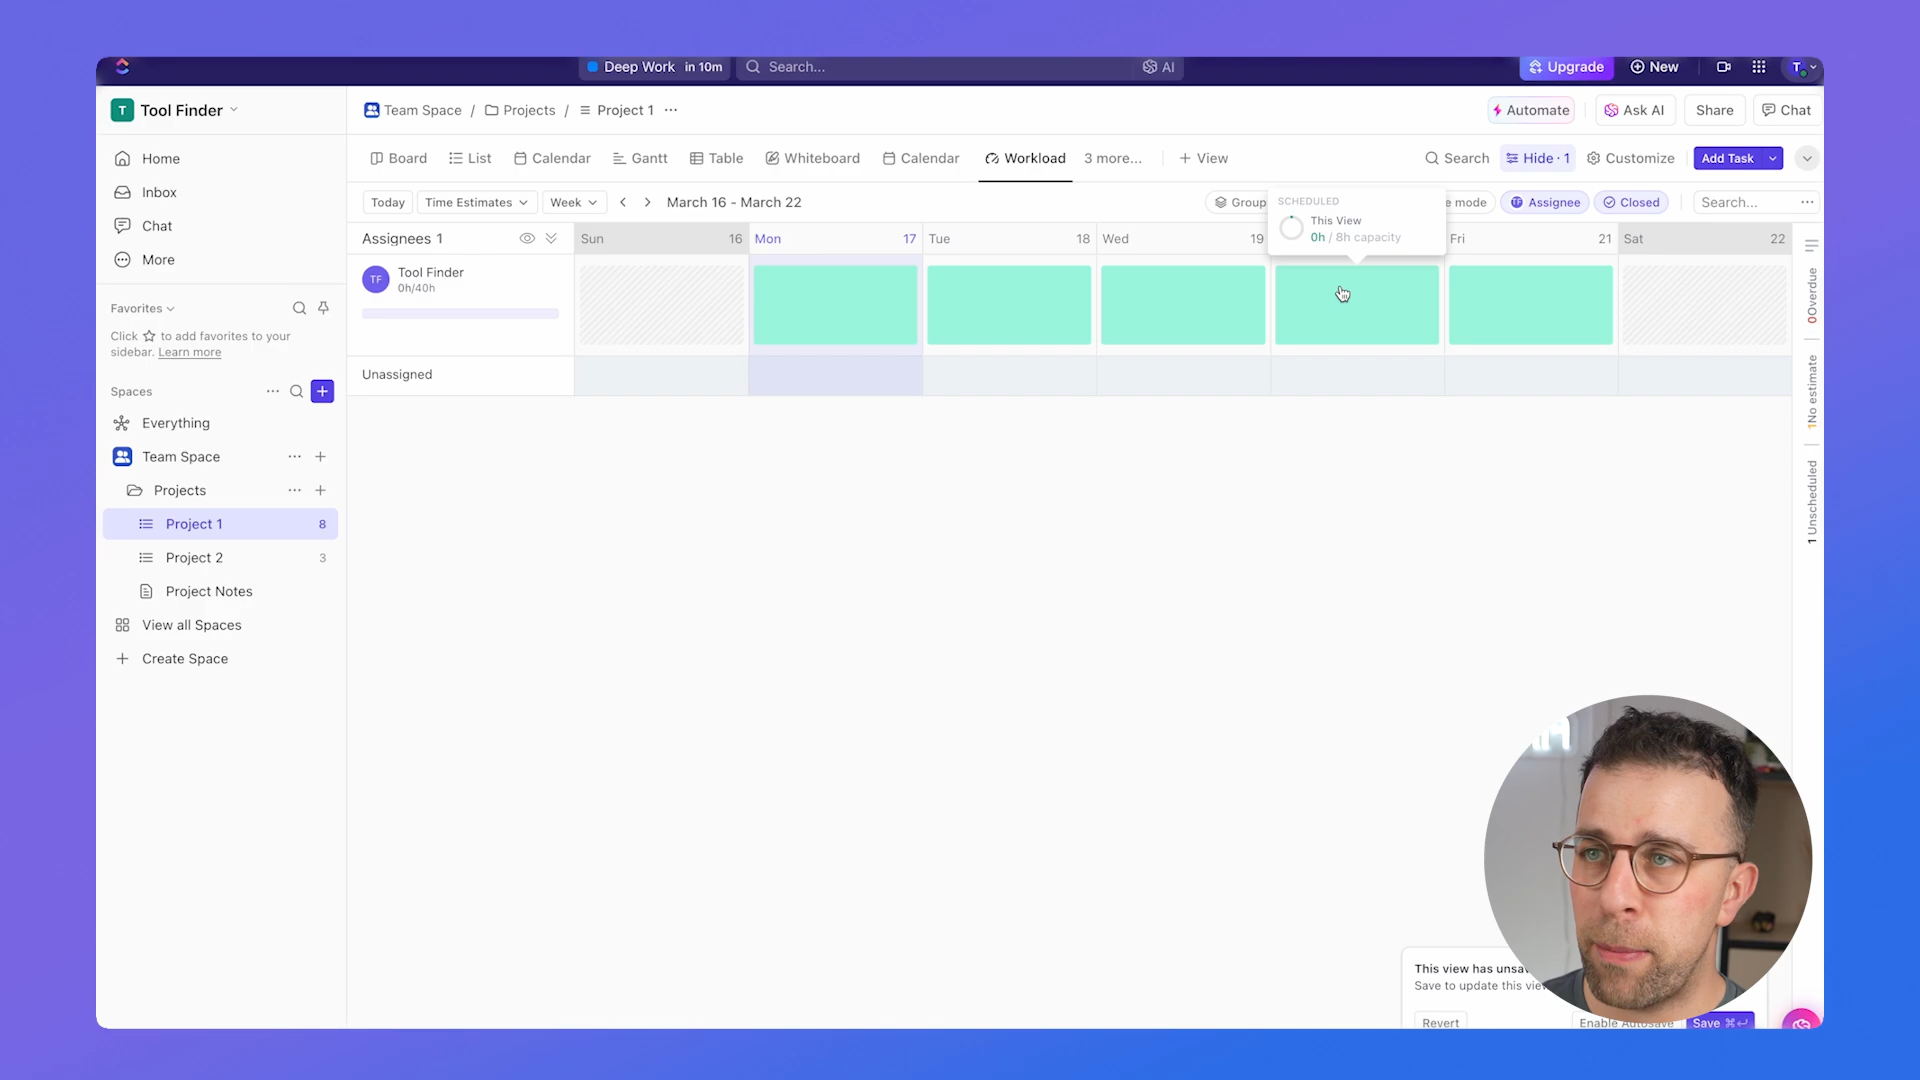 Deep Work in 10m
Search...
AI
Upgrade
New
T
T Tool Finder
Team Space / Projects / Project 1 ...
Automate
Ask AI
Share
Chat
Home
Inbox
Chat
More
Board
List
Calendar
Gantt
Table
Whiteboard
Calendar
Workload
3 more...
+ View
Search
Hide · 1
Customize
Add Task
Today
Time Estimates
Week
March 16 - March 22
Group
e mode
Assignee
Closed
Search...
SCHEDULED
This View
0h / 8h capacity
Assignees 1
Sun 16
Mon 17
Tue 18
Wed 19
Fri 21
Sat 22
TF
Tool Finder
0h/40h
Unassigned
0 Overdue
1 No estimate
1 Unscheduled
Favorites
Click ☆ to add favorites to your
sidebar. Learn more
Spaces
Everything
Team Space
Projects
Project 1 8
Project 2 3
Project Notes
View all Spaces
+ Create Space
This view has unsa
Save to update this view
Revert
Enable Autosave
Save ⌘↵